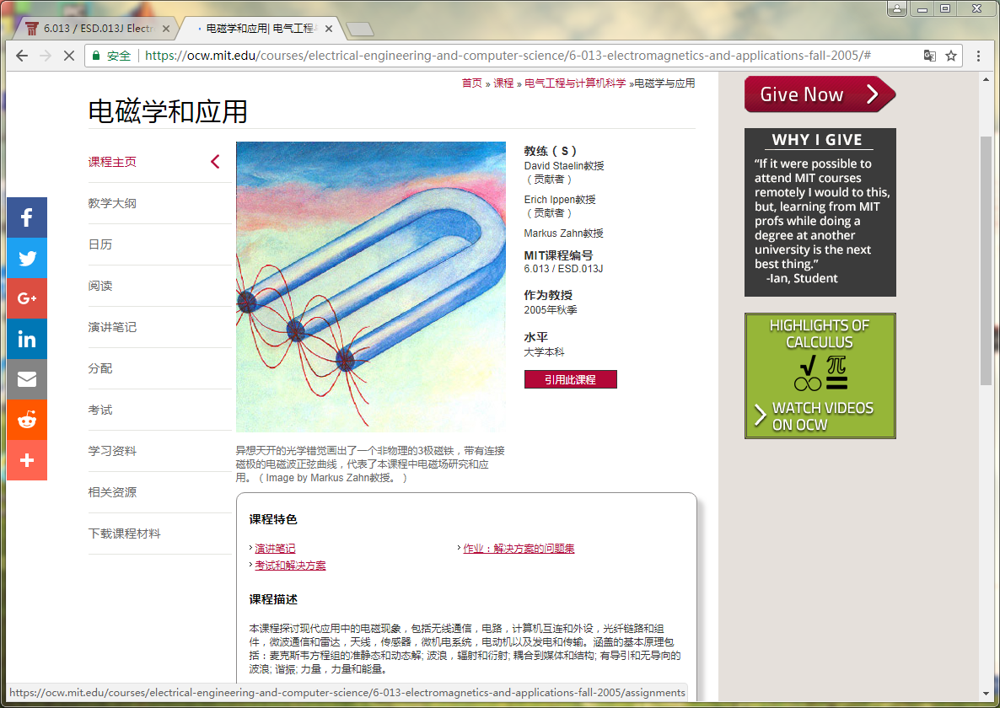 6.013 / ESD.013J Electr
电磁学和应用| 电气工程
安全
https://ocw.mit.edu/courses/electrical-engineering-and-computer-science/6-013-electromagnetics-and-applications-fall-2005/#
首页 » 课程 » 电气工程与计算机科学 »电磁学与应用
电磁学和应用
课程主页
教学大纲
日历
阅读
演讲笔记
分配
考试
学习资料
相关资源
下载课程材料
f
G+
in
教练（S）
David Staelin教授
（贡献者）
Erich Ippen教授
（贡献者）
Markus Zahn教授
MIT课程编号
6.013 / ESD.013J
作为教授
2005年秋季
水平
大学本科
引用此课程
异想天开的光学错觉画出了一个非物理的3极磁铁，带有连接
磁极的电磁波正弦曲线，代表了本课程中电磁场研究和应
用。（Image by Markus Zahn教授。）
课程特色
演讲笔记
作业：解决方案的问题集
考试和解决方案
课程描述
本课程探讨现代应用中的电磁现象，包括无线通信，电路，计算机互连和外设，光纤链路和组
件，微波通信和雷达，天线，传感器，微机电系统，电动机以及发电和传输。涵盖的基本原理包
括：麦克斯韦方程组的准静态和动态解; 波浪，辐射和衍射; 耦合到媒体和结构; 有导引和无导向的
波浪; 谐振; 力量，力量和能量。
Give Now
WHY I GIVE
“If it were possible to
attend MIT courses
remotely I would to this,
but, learning from MIT
profs while doing a
degree at another
university is the next
best thing.”
-Ian, Student
HIGHLIGHTS OF
CALCULUS
√ π
∞ =
WATCH VIDEOS
ON OCW
https://ocw.mit.edu/courses/electrical-engineering-and-computer-science/6-013-electromagnetics-and-applications-fall-2005/assignments